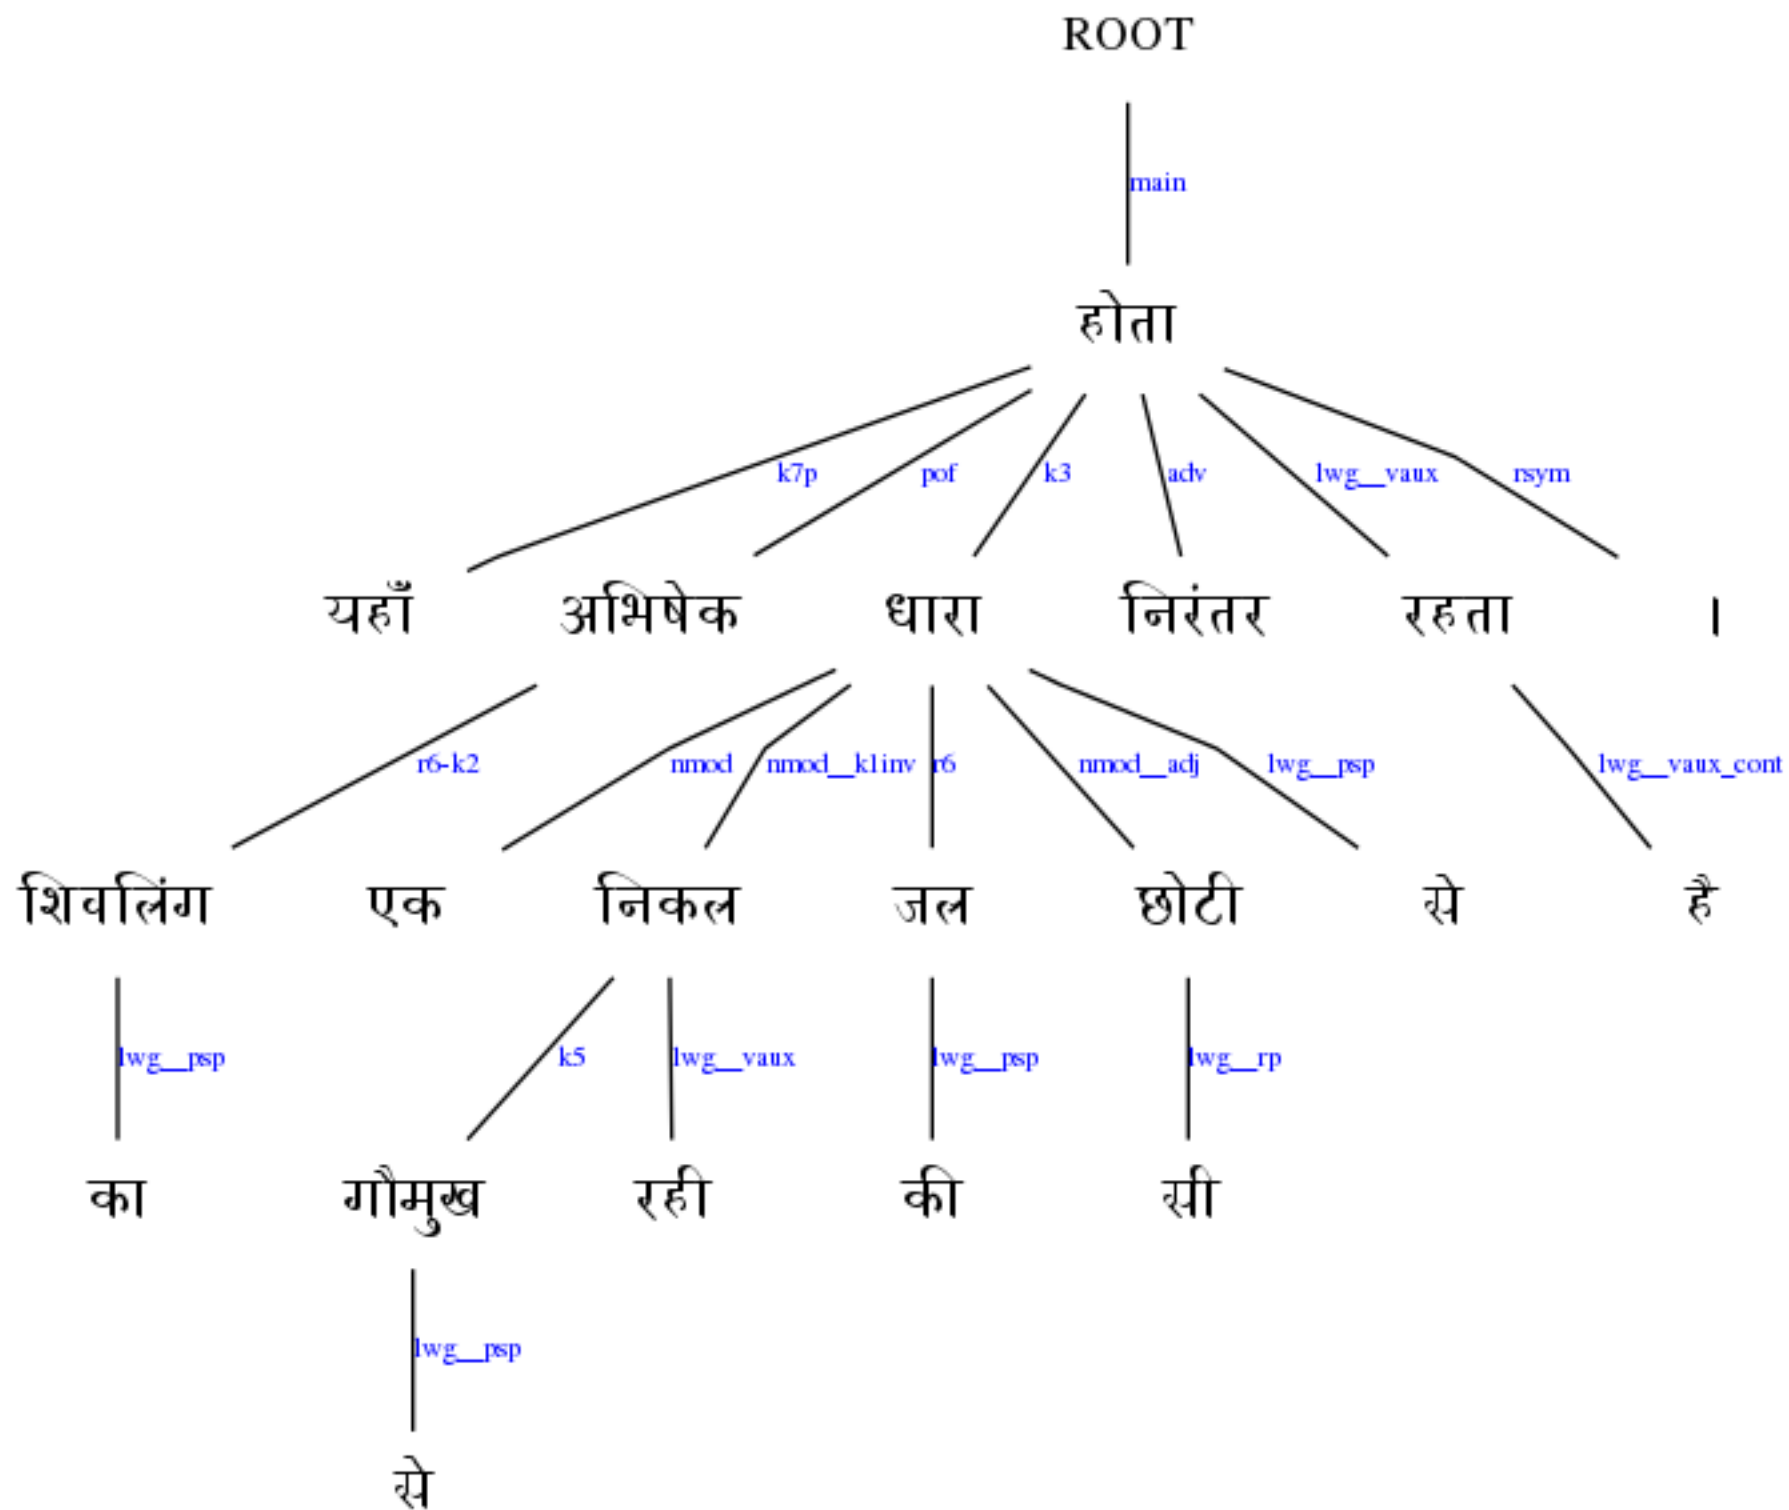 ROOT
main
होता
k7p pof k3 adv lwg__vaux rsym
यहाँ अभिषेक धारा निरंतर रहता ।
r6-k2 nmod nmod__k1inv r6 nmod__adj lwg__psp lwg__vaux_cont
शिवलिंग एक निकल जल छोटी से है
lwg__psp k5 lwg__vaux lwg__psp lwg__rp
का गौमुख रही की सी
lwg__psp
से